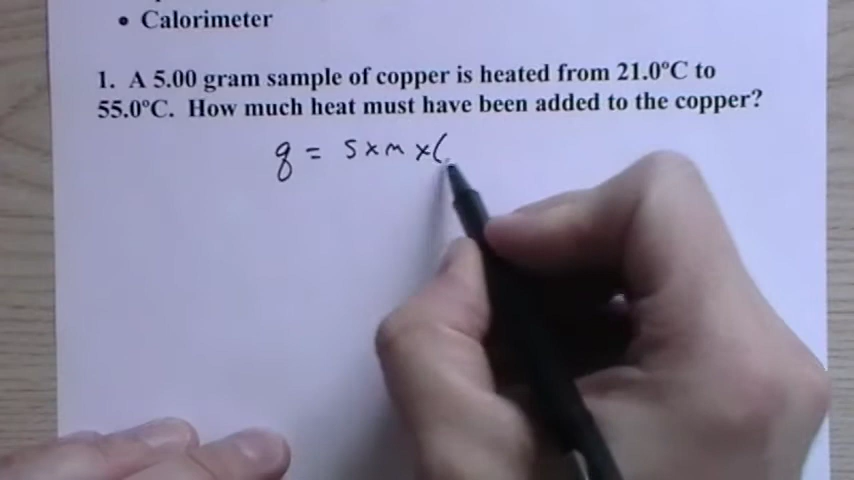 • Calorimeter
1. A 5.00 gram sample of copper is heated from 21.0°C to
55.0°C. How much heat must have been added to the copper?
q = s x m x (